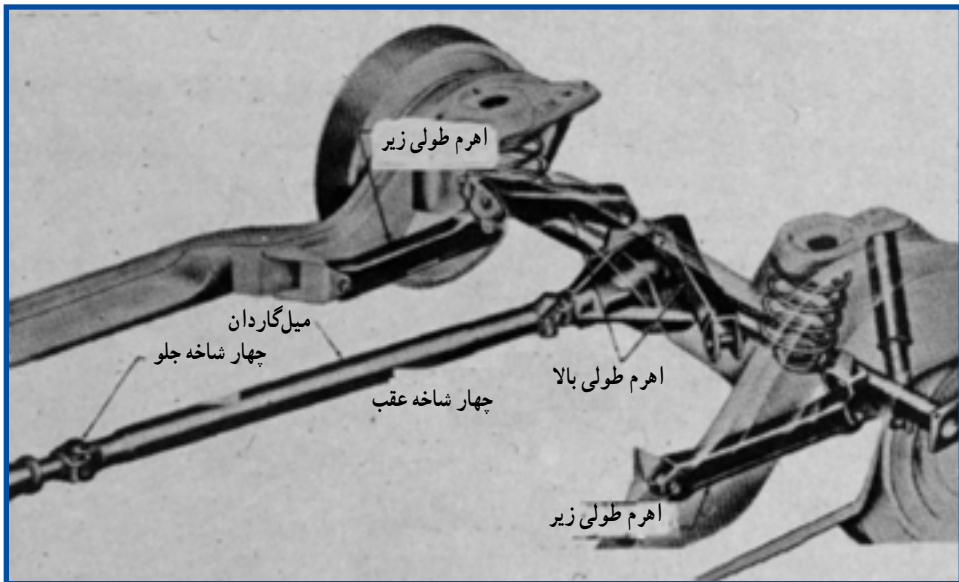 اهرم طولی زیر
میل‌گاردان
چهار شاخه جلو
اهرم طولی بالا
چهار شاخه عقب
اهرم طولی زیر